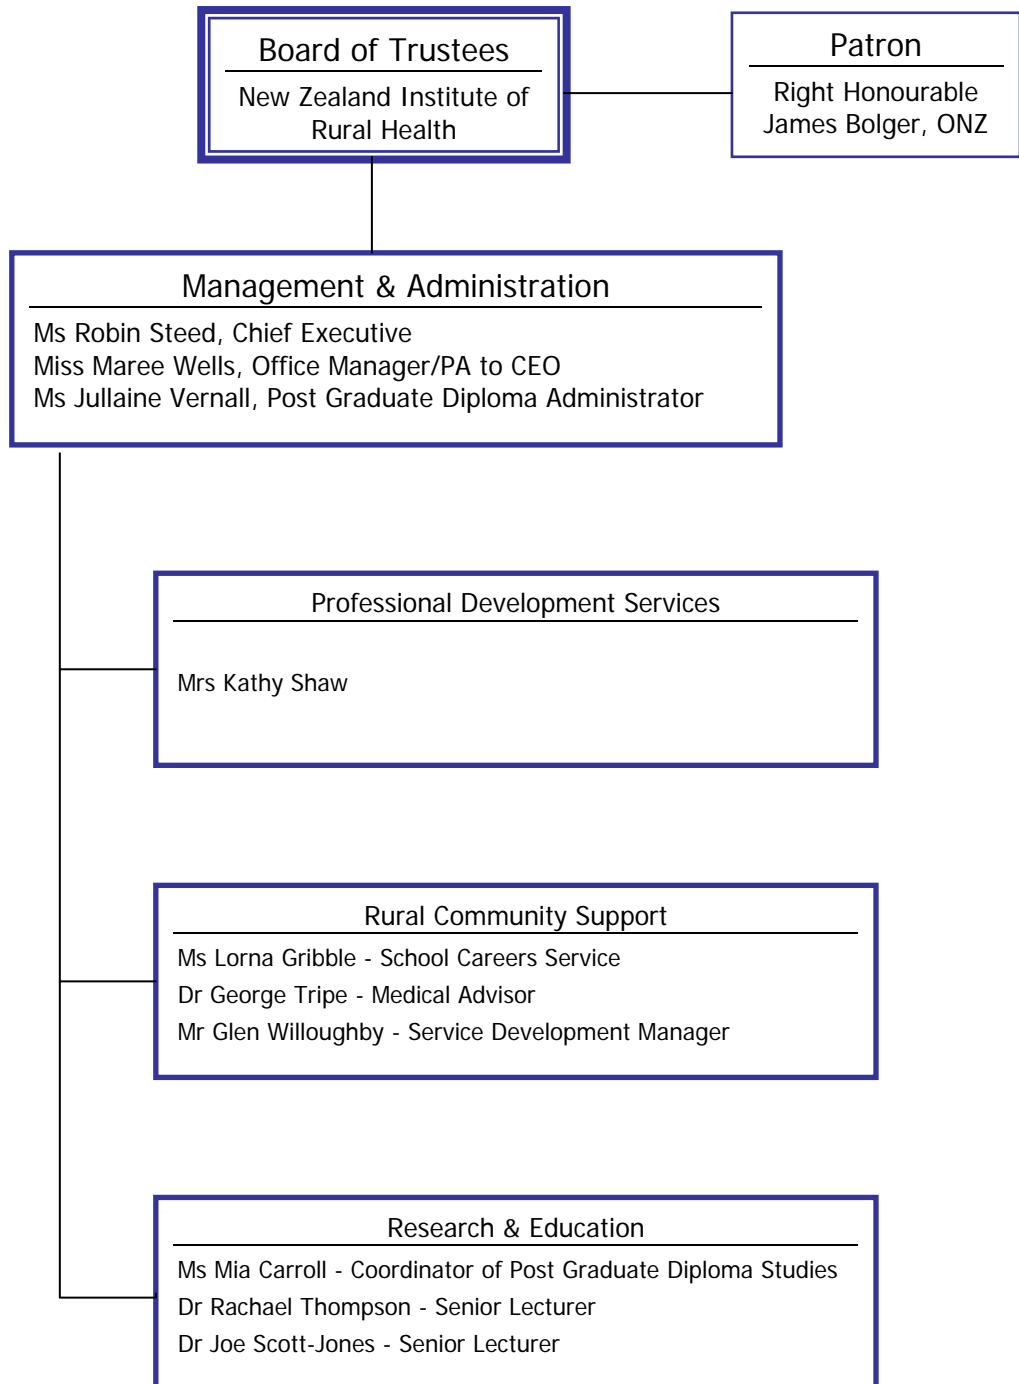 Board of Trustees
New Zealand Institute of
Rural Health
Patron
Right Honourable
James Bolger, ONZ
Management & Administration
Ms Robin Steed, Chief Executive
Miss Maree Wells, Office Manager/PA to CEO
Ms Jullaine Vernall, Post Graduate Diploma Administrator
Professional Development Services
Mrs Kathy Shaw
Rural Community Support
Ms Lorna Gribble - School Careers Service
Dr George Tripe - Medical Advisor
Mr Glen Willoughby - Service Development Manager
Research & Education
Ms Mia Carroll - Coordinator of Post Graduate Diploma Studies
Dr Rachael Thompson - Senior Lecturer
Dr Joe Scott-Jones - Senior Lecturer